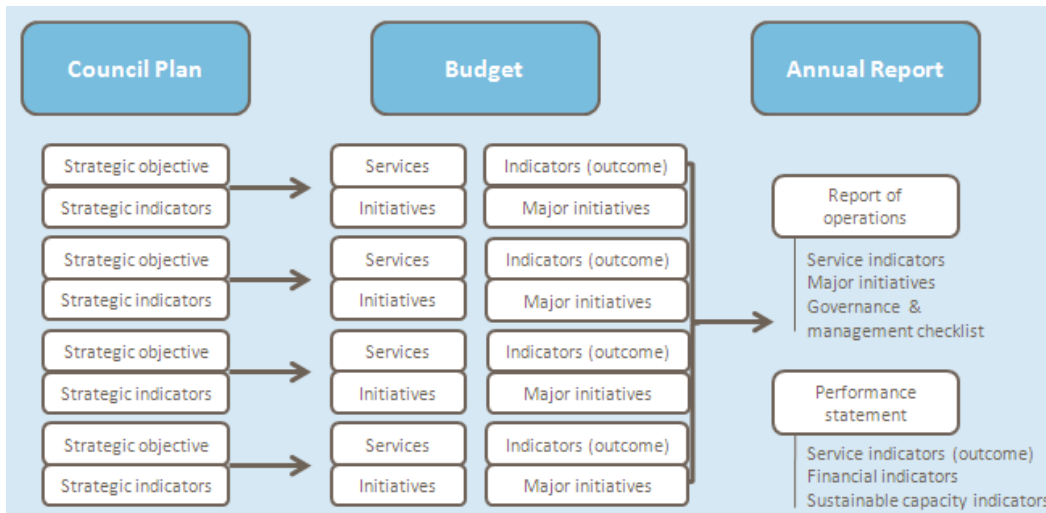 Council Plan
Budget
Annual Report
Strategic objective
Strategic indicators
Services
Initiatives
Indicators (outcome)
Major initiatives
Strategic objective
Strategic indicators
Services
Initiatives
Indicators (outcome)
Major initiatives
Strategic objective
Strategic indicators
Services
Initiatives
Indicators (outcome)
Major initiatives
Strategic objective
Strategic indicators
Services
Initiatives
Indicators (outcome)
Major initiatives
Report of
operations
Service indicators
Major initiatives
Governance &
management checklist
Performance
statement
Service indicators (outcome)
Financial indicators
Sustainable capacity indicators